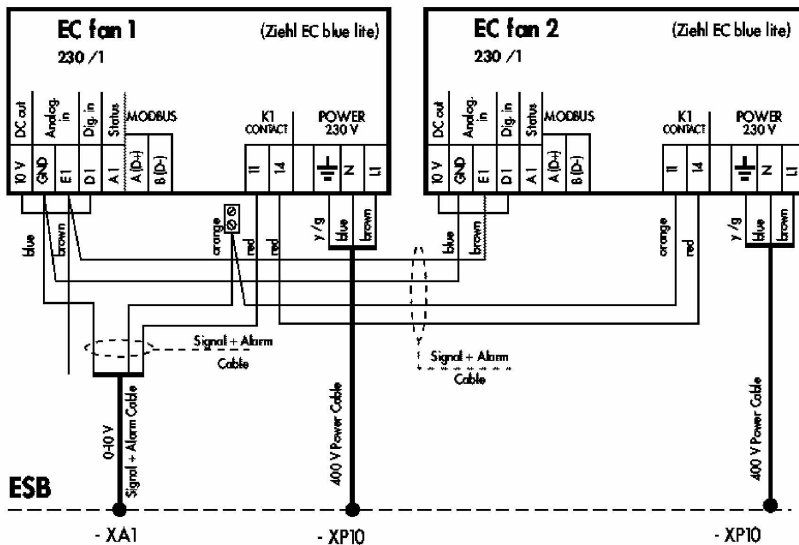 EC fan 1
(Ziehl EC blue lite)
230 /1
DC out
Analog. in
Dig. in
Status
MODBUS
K1
CONTACT
POWER
230 V
10 V
GND
E1
D1
A1
A (D+)
B (D-)
11
14
N
L1
EC fan 2
(Ziehl EC blue lite)
230 /1
DC out
Analog. in
Dig. in
Status
MODBUS
K1
CONTACT
POWER
230 V
10 V
GND
E1
D1
A1
A (D+)
B (D-)
11
14
N
L1
blue
brown
orange
red
red
y /g
blue
brown
blue
brown
orange
red
y /g
blue
brown
Signal + Alarm
Cable
Signal + Alarm
Cable
0-10 V
Signal + Alarm Cable
400 V Power Cable
400 V Power Cable
ESB
- XA1
- XP10
- XP10